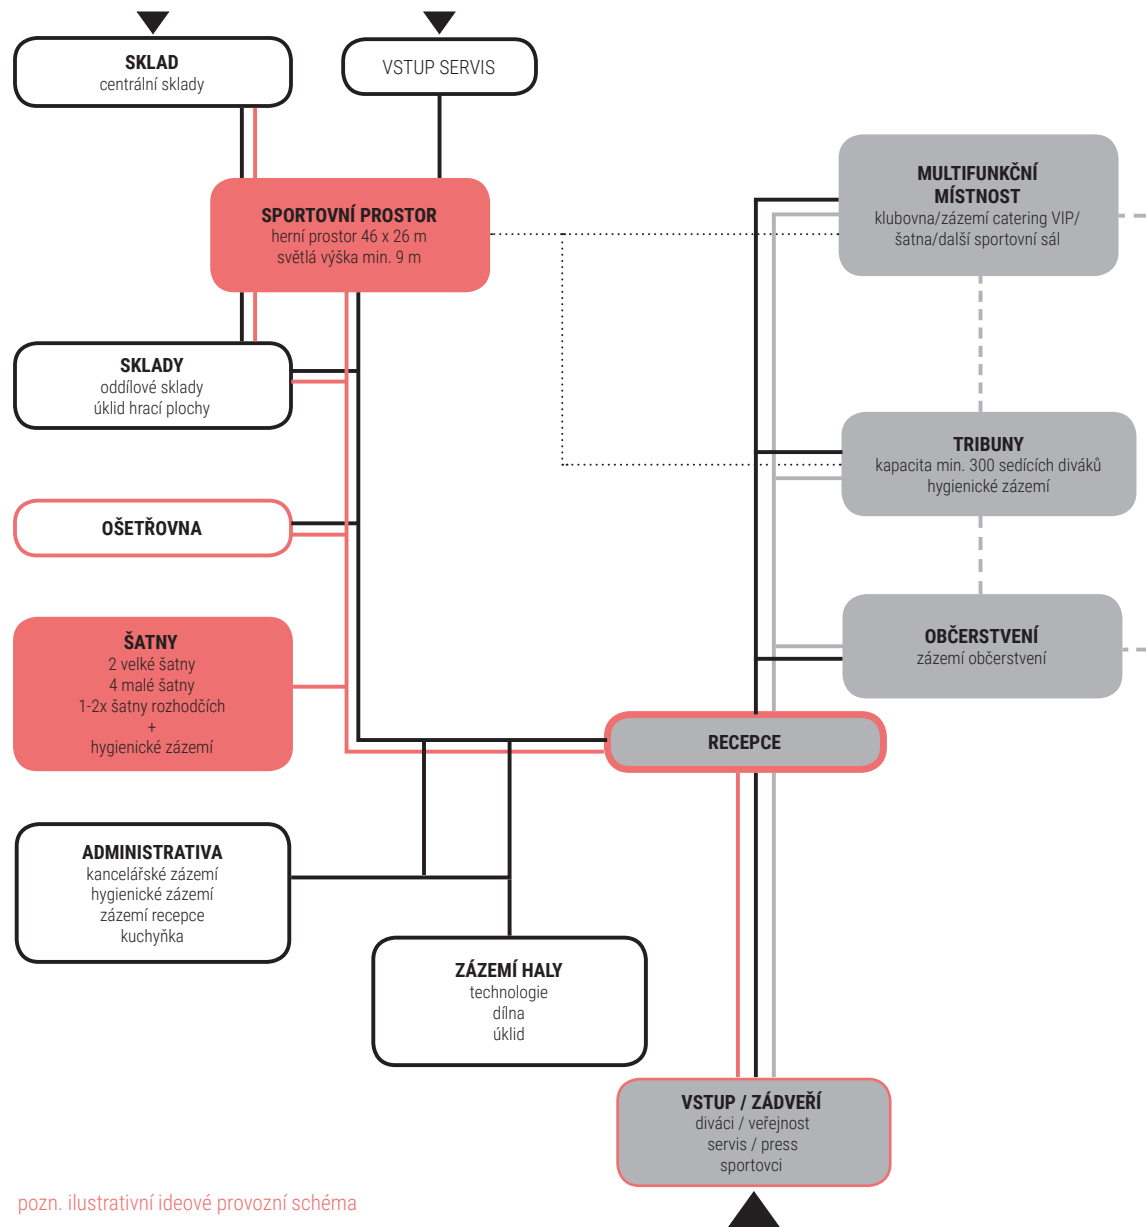 SKLAD
centrální sklady
VSTUP SERVIS
SPORTOVNÍ PROSTOR
herní prostor 46 x 26 m
světlá výška min. 9 m
MULTIFUNKČNÍ
MÍSTNOST
klubovna/zázemí catering VIP/
šatna/další sportovní sál
SKLADY
oddílové sklady
úklid hrací plochy
TRIBUNY
kapacita min. 300 sedících diváků
hygienické zázemí
OŠETŘOVNA
ŠATNY
2 velké šatny
4 malé šatny
1-2x šatny rozhodčích
+
hygienické zázemí
OBČERSTVENÍ
zázemí občerstvení
RECEPCE
ADMINISTRATIVA
kancelářské zázemí
hygienické zázemí
zázemí recepce
kuchyňka
ZÁZEMÍ HALY
technologie
dílna
úklid
VSTUP / ZÁDVEŘÍ
diváci / veřejnost
servis / press
sportovci
pozn. ilustrativní ideové provozní schéma